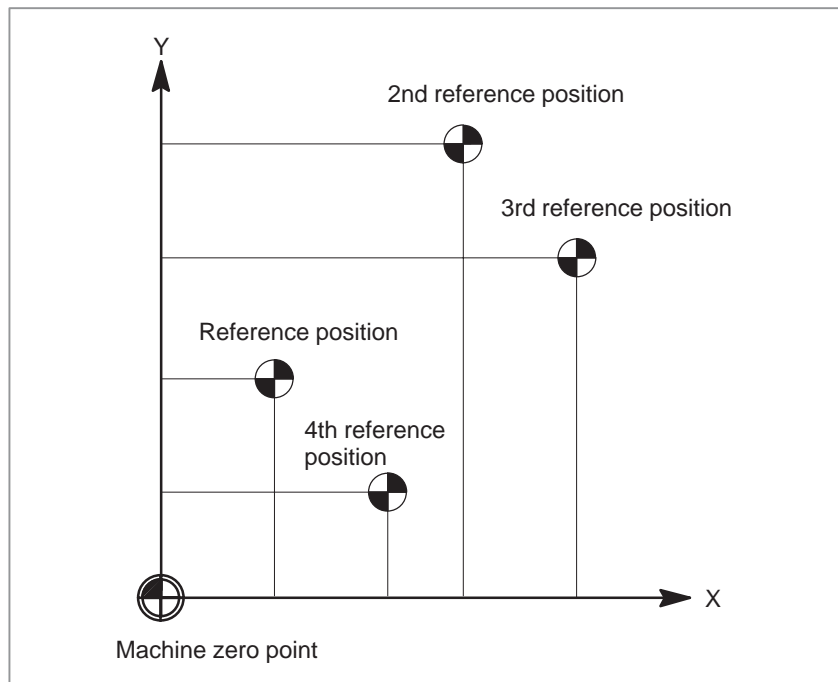 Y
2nd reference position
3rd reference position
Reference position
4th reference
position
X
Machine zero point